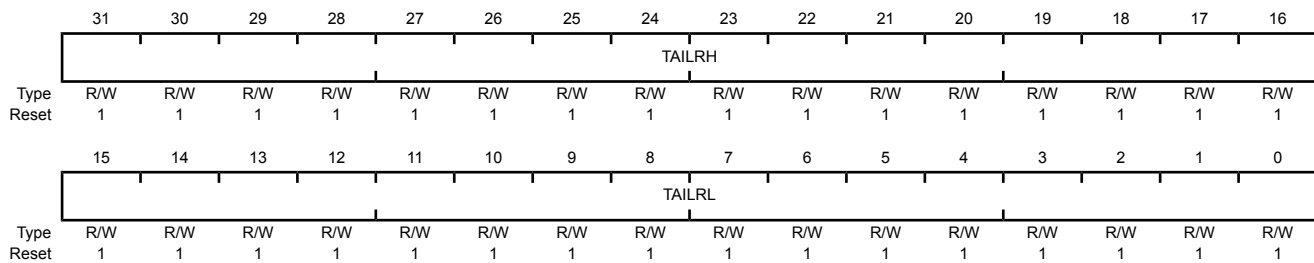 31 30 29 28 27 26 25 24 23 22 21 20 19 18 17 16
TAILRH
Type R/W R/W R/W R/W R/W R/W R/W R/W R/W R/W R/W R/W R/W R/W R/W R/W
Reset 1 1 1 1 1 1 1 1 1 1 1 1 1 1 1 1
15 14 13 12 11 10 9 8 7 6 5 4 3 2 1 0
TAILRL
Type R/W R/W R/W R/W R/W R/W R/W R/W R/W R/W R/W R/W R/W R/W R/W R/W
Reset 1 1 1 1 1 1 1 1 1 1 1 1 1 1 1 1